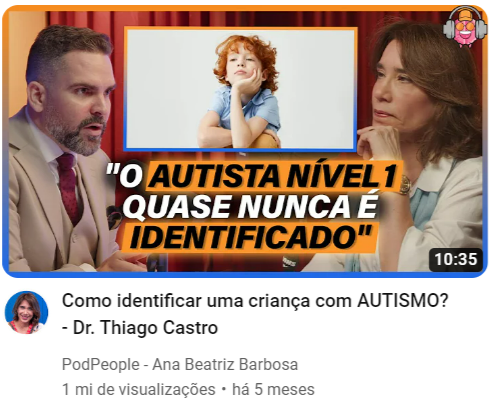 "O AUTISTA NÍVEL 1
QUASE NUNCA É
IDENTIFICADO"
10:35
Como identificar uma criança com AUTISMO?
- Dr. Thiago Castro
PodPeople - Ana Beatriz Barbosa
1 mi de visualizações • há 5 meses